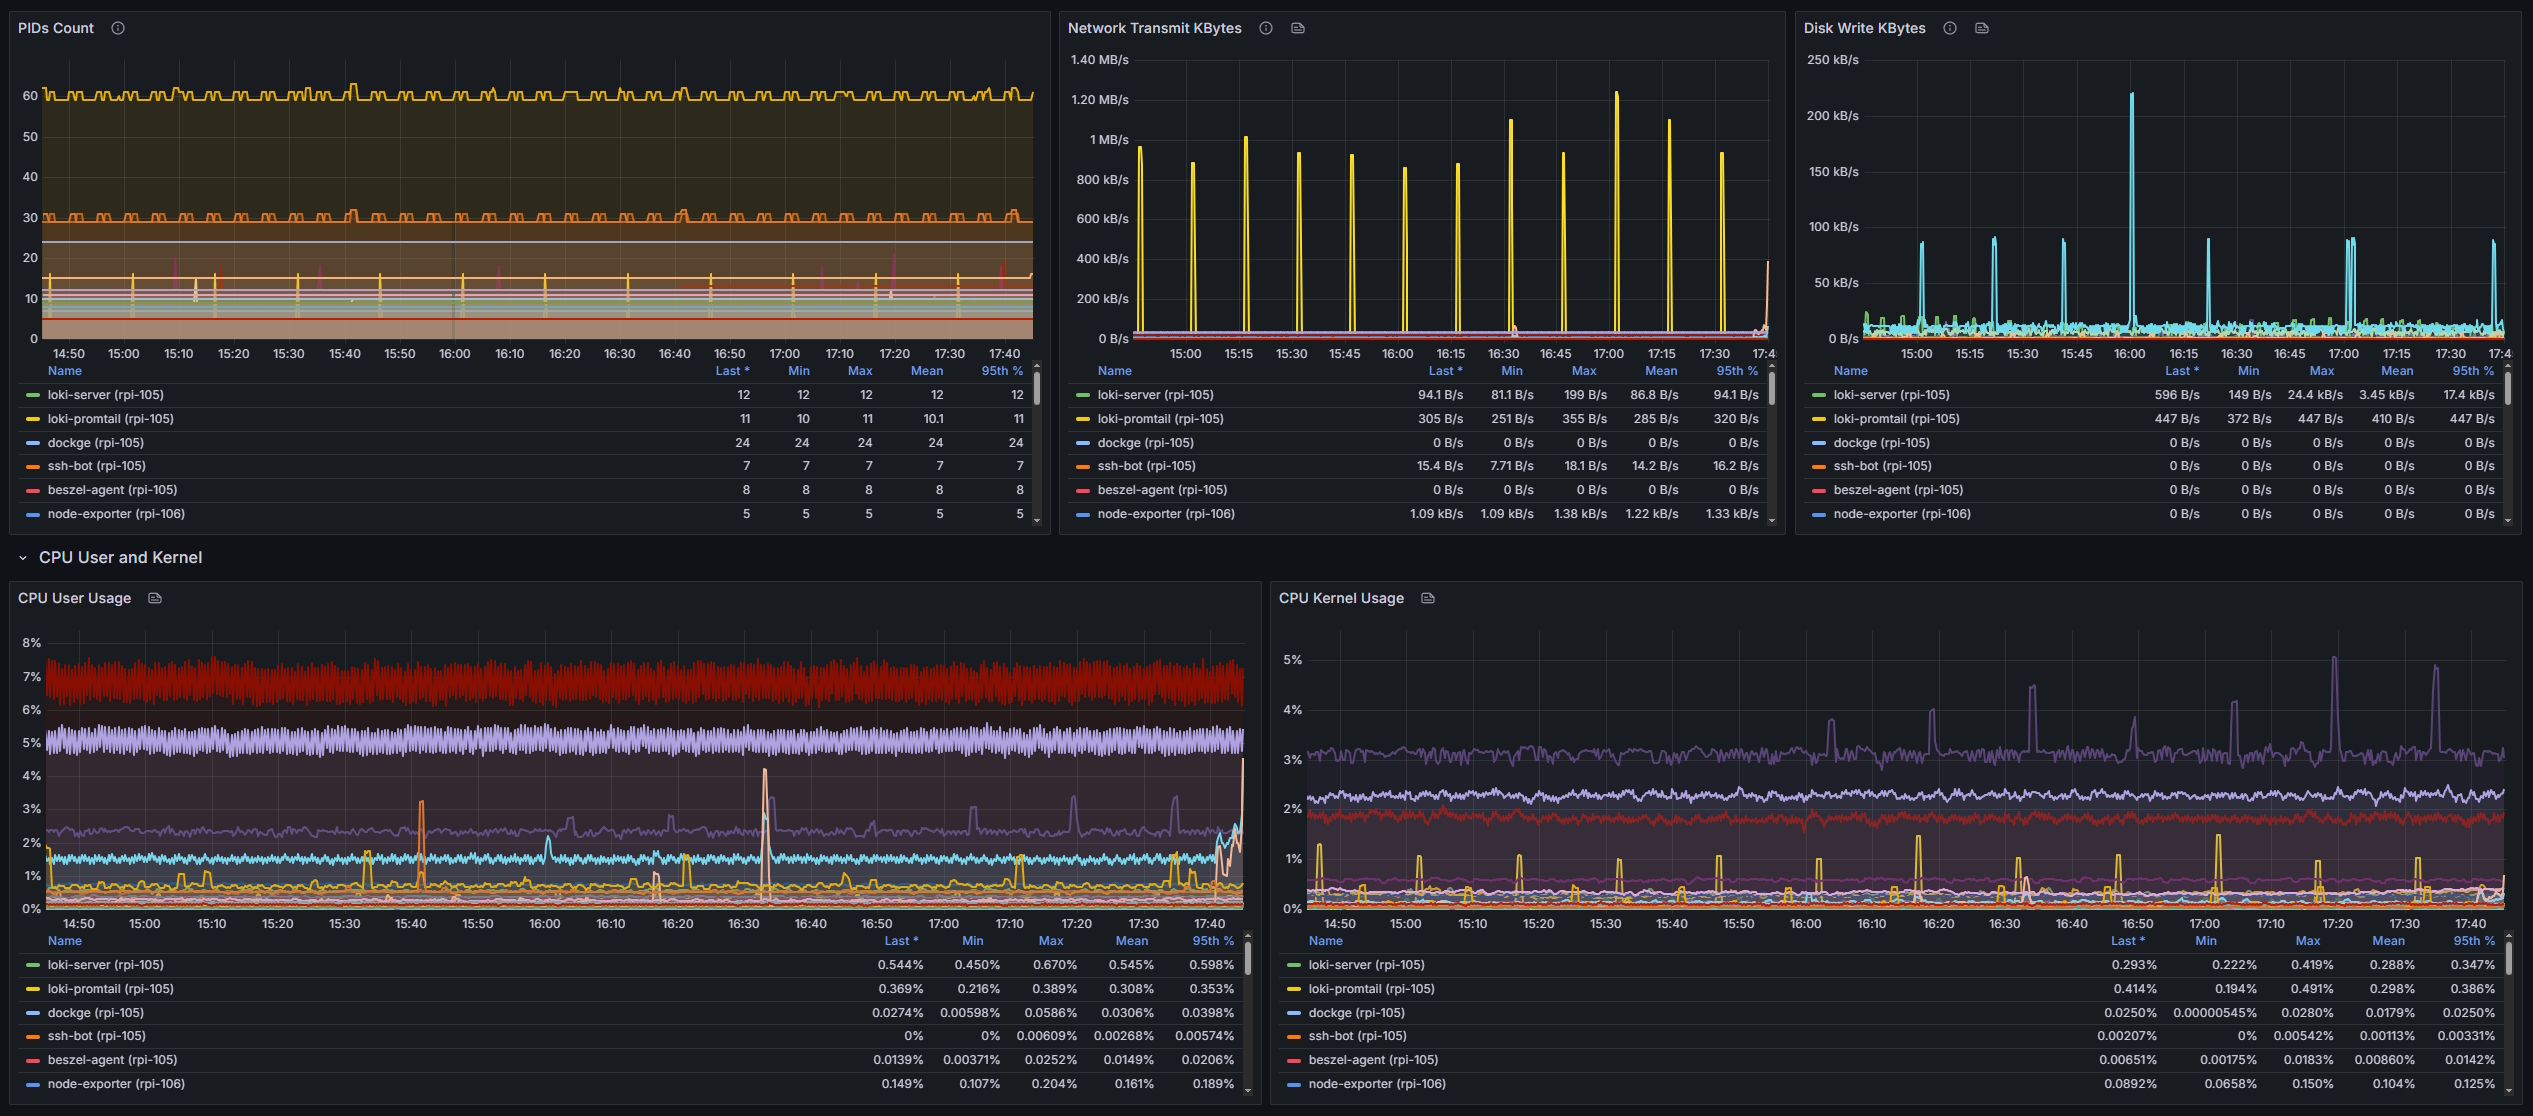 PIDs Count
60
50
40
30
20
10
0
14:50 15:00 15:10 15:20 15:30 15:40 15:50 16:00 16:10 16:20 16:30 16:40 16:50 17:00 17:10 17:20 17:30 17:40
Name Last * Min Max Mean 95th %
loki-server (rpi-105) 12 12 12 12 12
loki-promtail (rpi-105) 11 10 11 10.1 11
dockge (rpi-105) 24 24 24 24 24
ssh-bot (rpi-105) 7 7 7 7 7
beszel-agent (rpi-105) 8 8 8 8 8
node-exporter (rpi-106) 5 5 5 5 5
Network Transmit KBytes
1.40 MB/s
1.20 MB/s
1 MB/s
800 kB/s
600 kB/s
400 kB/s
200 kB/s
0 B/s
15:00 15:15 15:30 15:45 16:00 16:15 16:30 16:45 17:00 17:15 17:30 17:4
Name Last * Min Max Mean 95th %
loki-server (rpi-105) 94.1 B/s 81.1 B/s 199 B/s 86.8 B/s 94.1 B/s
loki-promtail (rpi-105) 305 B/s 251 B/s 355 B/s 285 B/s 320 B/s
dockge (rpi-105) 0 B/s 0 B/s 0 B/s 0 B/s 0 B/s
ssh-bot (rpi-105) 15.4 B/s 7.71 B/s 18.1 B/s 14.2 B/s 16.2 B/s
beszel-agent (rpi-105) 0 B/s 0 B/s 0 B/s 0 B/s 0 B/s
node-exporter (rpi-106) 1.09 kB/s 1.09 kB/s 1.38 kB/s 1.22 kB/s 1.33 kB/s
Disk Write KBytes
250 kB/s
200 kB/s
150 kB/s
100 kB/s
50 kB/s
0 B/s
15:00 15:15 15:30 15:45 16:00 16:15 16:30 16:45 17:00 17:15 17:30 17:4
Name Last * Min Max Mean 95th %
loki-server (rpi-105) 596 B/s 149 B/s 24.4 kB/s 3.45 kB/s 17.4 kB/s
loki-promtail (rpi-105) 447 B/s 372 B/s 447 B/s 410 B/s 447 B/s
dockge (rpi-105) 0 B/s 0 B/s 0 B/s 0 B/s 0 B/s
ssh-bot (rpi-105) 0 B/s 0 B/s 0 B/s 0 B/s 0 B/s
beszel-agent (rpi-105) 0 B/s 0 B/s 0 B/s 0 B/s 0 B/s
node-exporter (rpi-106) 0 B/s 0 B/s 0 B/s 0 B/s 0 B/s
CPU User and Kernel
CPU User Usage
8%
7%
6%
5%
4%
3%
2%
1%
0%
14:50 15:00 15:10 15:20 15:30 15:40 15:50 16:00 16:10 16:20 16:30 16:40 16:50 17:00 17:10 17:20 17:30 17:40
Name Last * Min Max Mean 95th %
loki-server (rpi-105) 0.544% 0.450% 0.670% 0.545% 0.598%
loki-promtail (rpi-105) 0.369% 0.216% 0.389% 0.308% 0.353%
dockge (rpi-105) 0.0274% 0.00598% 0.0586% 0.0306% 0.0398%
ssh-bot (rpi-105) 0% 0% 0.00609% 0.00268% 0.00574%
beszel-agent (rpi-105) 0.0139% 0.00371% 0.0252% 0.0149% 0.0206%
node-exporter (rpi-106) 0.149% 0.107% 0.204% 0.161% 0.189%
CPU Kernel Usage
5%
4%
3%
2%
1%
0%
14:50 15:00 15:10 15:20 15:30 15:40 15:50 16:00 16:10 16:20 16:30 16:40 16:50 17:00 17:10 17:20 17:30 17:40
Name Last * Min Max Mean 95th %
loki-server (rpi-105) 0.293% 0.222% 0.419% 0.288% 0.347%
loki-promtail (rpi-105) 0.414% 0.194% 0.491% 0.298% 0.386%
dockge (rpi-105) 0.0250% 0.00000545% 0.0280% 0.0179% 0.0250%
ssh-bot (rpi-105) 0.00207% 0% 0.00542% 0.00113% 0.00331%
beszel-agent (rpi-105) 0.00651% 0.00175% 0.0183% 0.00860% 0.0142%
node-exporter (rpi-106) 0.0892% 0.0658% 0.150% 0.104% 0.125%